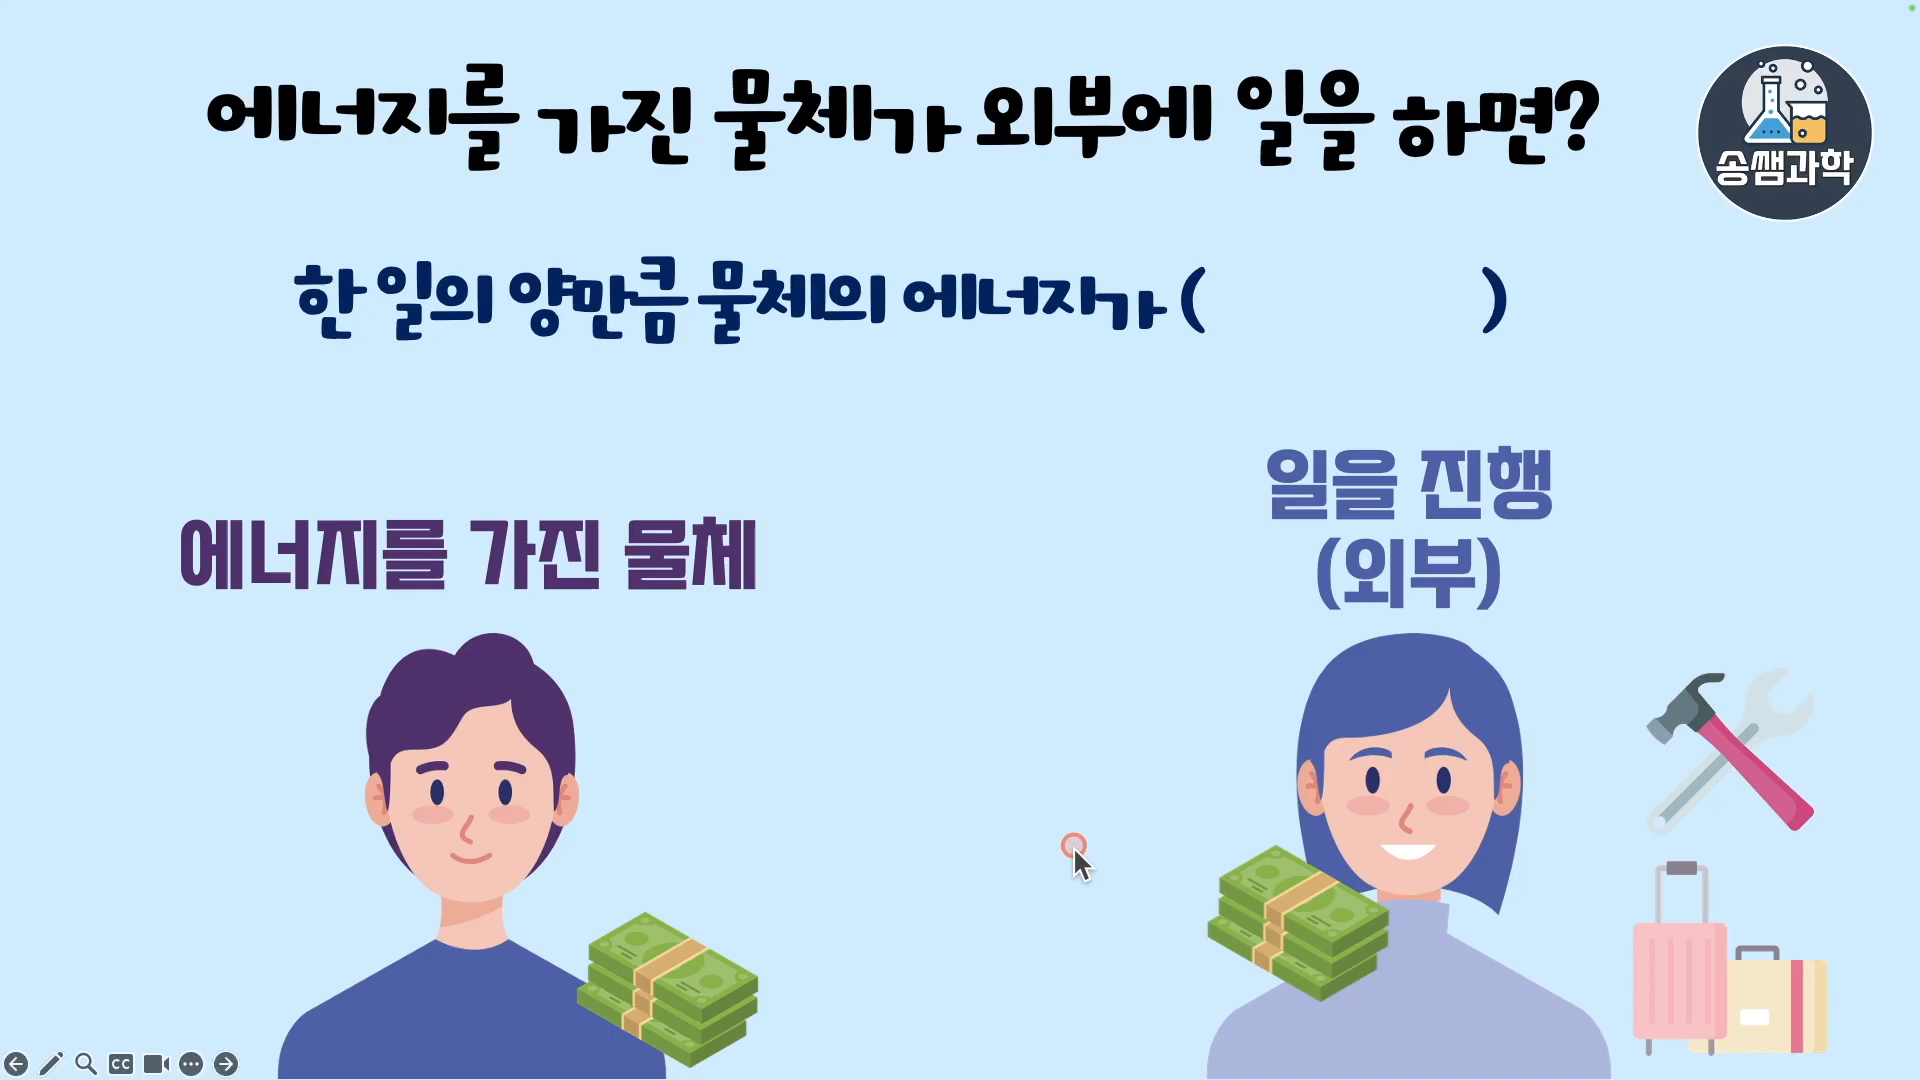 에너지를 가진 물체가 외부에 일을 하면?
송쌤과학
한 일의 양만큼 물체의 에너지가 (             )
에너지를 가진 물체
일을 진행
(외부)
CC